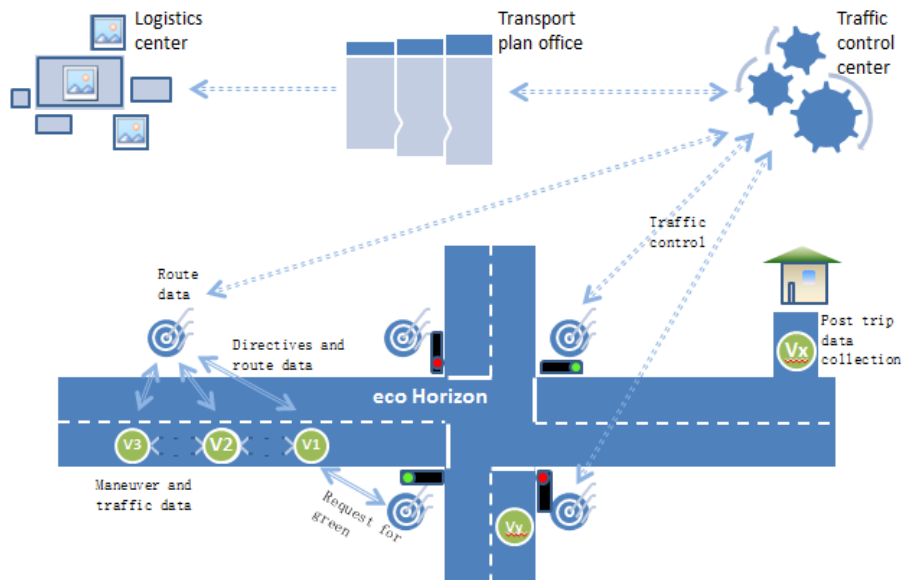 Logistics
center
Transport
plan office
Traffic
control
center
Traffic
control
Route
data
Directives and
route data
Post trip
data
collection
Vx
eco Horizon
V3
V2
V1
Maneuver and
traffic data
Request for
green
Vy